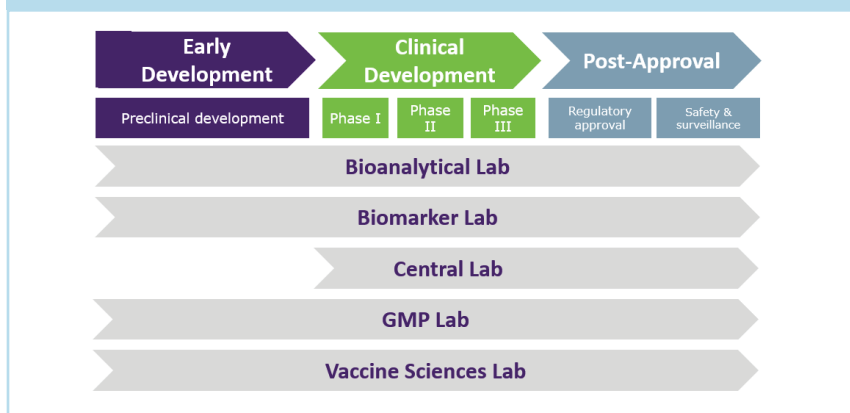 Early
Development
Clinical
Development
Post-Approval
Preclinical development
Phase I
Phase
II
Phase
III
Regulatory
approval
Safety &
surveillance
Bioanalytical Lab
Biomarker Lab
Central Lab
GMP Lab
Vaccine Sciences Lab